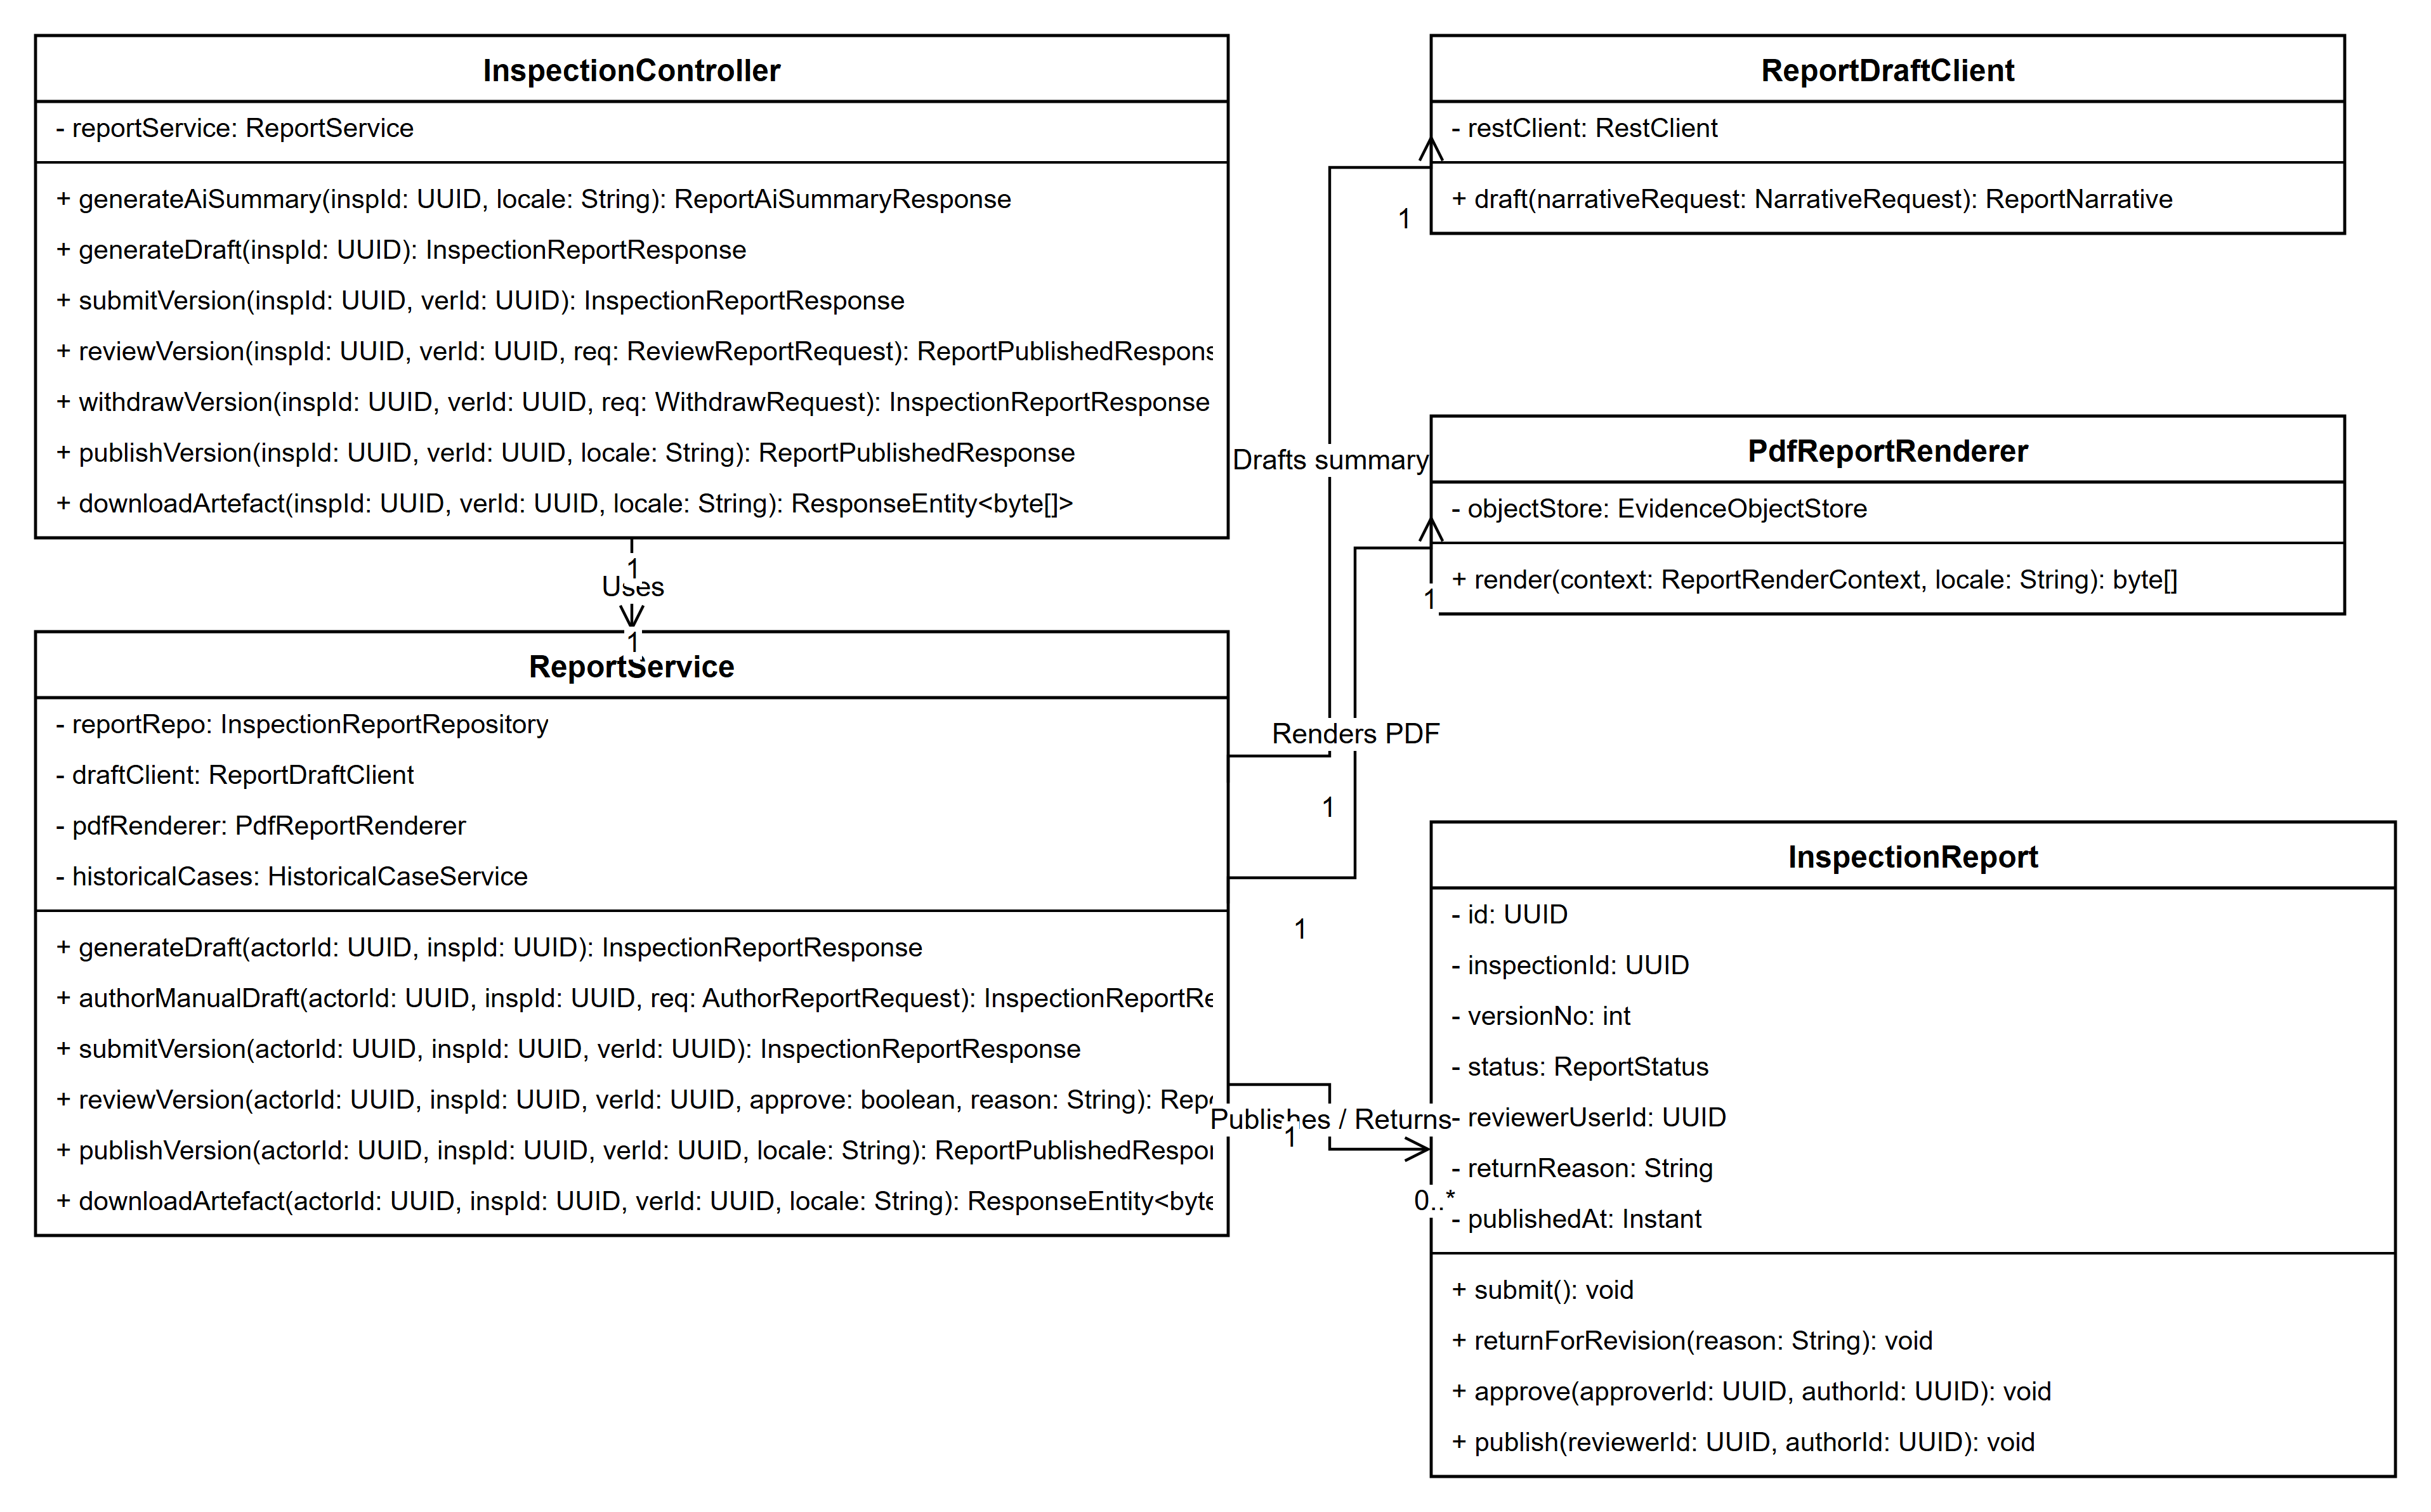 InspectionController
- reportService: ReportService
+ generateAiSummary(inspId: UUID, locale: String): ReportAiSummaryResponse
+ generateDraft(inspId: UUID): InspectionReportResponse
+ submitVersion(inspId: UUID, verId: UUID): InspectionReportResponse
+ reviewVersion(inspId: UUID, verId: UUID, req: ReviewReportRequest): ReportPublishedRespons
+ withdrawVersion(inspId: UUID, verId: UUID, req: WithdrawRequest): InspectionReportResponse
+ publishVersion(inspId: UUID, verId: UUID, locale: String): ReportPublishedResponse
+ downloadArtefact(inspId: UUID, verId: UUID, locale: String): ResponseEntity<byte[]>
1
Uses
1
ReportService
- reportRepo: InspectionReportRepository
- draftClient: ReportDraftClient
- pdfRenderer: PdfReportRenderer
- historicalCases: HistoricalCaseService
+ generateDraft(actorId: UUID, inspId: UUID): InspectionReportResponse
+ authorManualDraft(actorId: UUID, inspId: UUID, req: AuthorReportRequest): InspectionReportRe
+ submitVersion(actorId: UUID, inspId: UUID, verId: UUID): InspectionReportResponse
+ reviewVersion(actorId: UUID, inspId: UUID, verId: UUID, approve: boolean, reason: String): Repo
+ publishVersion(actorId: UUID, inspId: UUID, verId: UUID, locale: String): ReportPublishedRespon
+ downloadArtefact(actorId: UUID, inspId: UUID, verId: UUID, locale: String): ResponseEntity<byte
ReportDraftClient
- restClient: RestClient
+ draft(narrativeRequest: NarrativeRequest): ReportNarrative
1
Drafts summary
PdfReportRenderer
- objectStore: EvidenceObjectStore
+ render(context: ReportRenderContext, locale: String): byte[]
1
Renders PDF
1
1
Publishes / Returns
1
0..*
InspectionReport
- id: UUID
- inspectionId: UUID
- versionNo: int
- status: ReportStatus
- reviewerUserId: UUID
- returnReason: String
- publishedAt: Instant
+ submit(): void
+ returnForRevision(reason: String): void
+ approve(approverId: UUID, authorId: UUID): void
+ publish(reviewerId: UUID, authorId: UUID): void